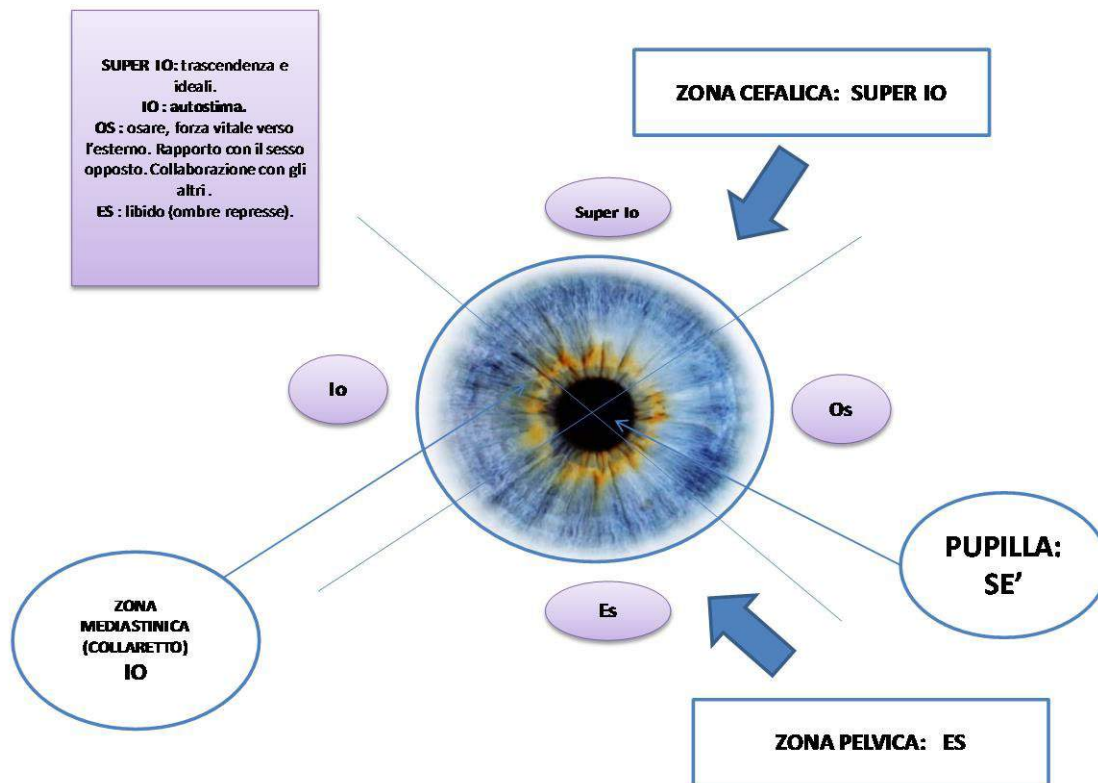 SUPER IO: trascendenza e
ideali.
IO : autostima.
OS : osare, forza vitale verso
l'esterno. Rapporto con il sesso
opposto. Collaborazione con gli
altri .
ES : libido (ombre represse).
ZONA CEFALICA: SUPER IO
Super Io
Io
Os
PUPILLA:
SE'
ZONA
MEDIASTINICA
(COLLARETTO)
IO
Es
ZONA PELVICA: ES